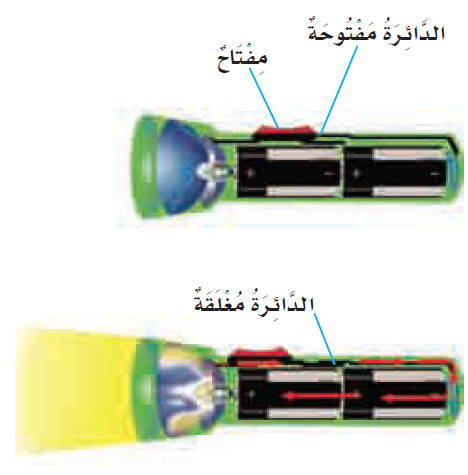 الدَّائِرَةُ مَفْتُوحَةٌ
مِفْتَاحٌ
الدَّائِرَةُ مُغْلَقَةٌ